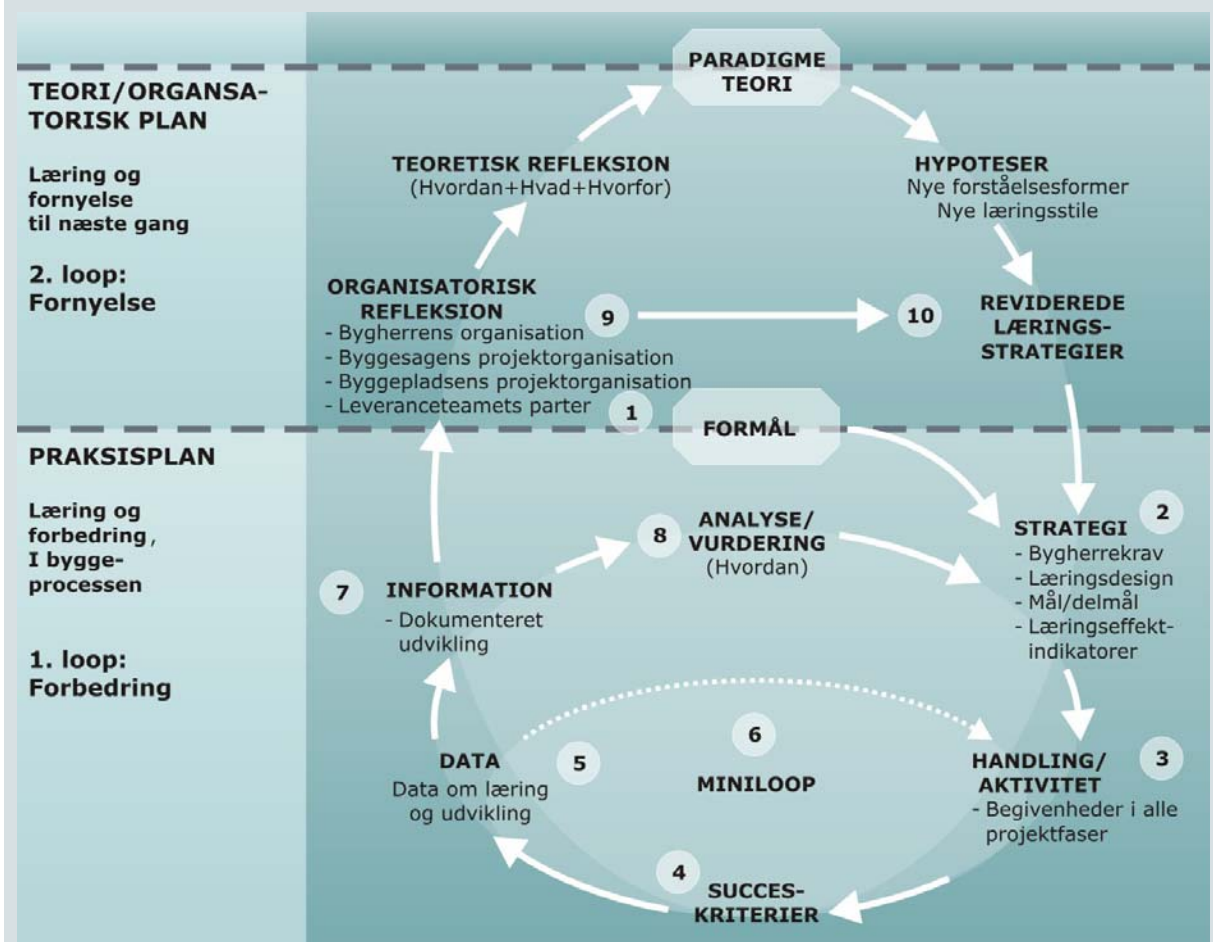 PARADIGME
TEORI
TEORI/ORGANSA-
TORISK PLAN
Læring og
fornyelse
til næste gang
2. loop:
Fornyelse
TEORETISK REFLEKSION
(Hvordan+Hvad+Hvorfor)
HYPOTESER
Nye forståelsesformer
Nye læringsstile
ORGANISATORISK
REFLEKSION
- Bygherrens organisation
- Byggesagens projektorganisation
- Byggepladsens projektorganisation
- Leveranceteamets parter
9
10
REVIDEREDE
LÆRINGS-
STRATEGIER
1
FORMÅL
PRAKSISPLAN
Læring og
forbedring,
I bygge-
processen
1. loop:
Forbedring
8
ANALYSE/
VURDERING
(Hvordan)
2
STRATEGI
- Bygherrekrav
- Læringsdesign
- Mål/delmål
- Læringseffekt-
indikatorer
7
INFORMATION
- Dokumenteret
udvikling
DATA
Data om læring
og udvikling
5
6
MINILOOP
3
HANDLING/
AKTIVITET
- Begivenheder i alle
projektfaser
4
SUCCES-
KRITERIER